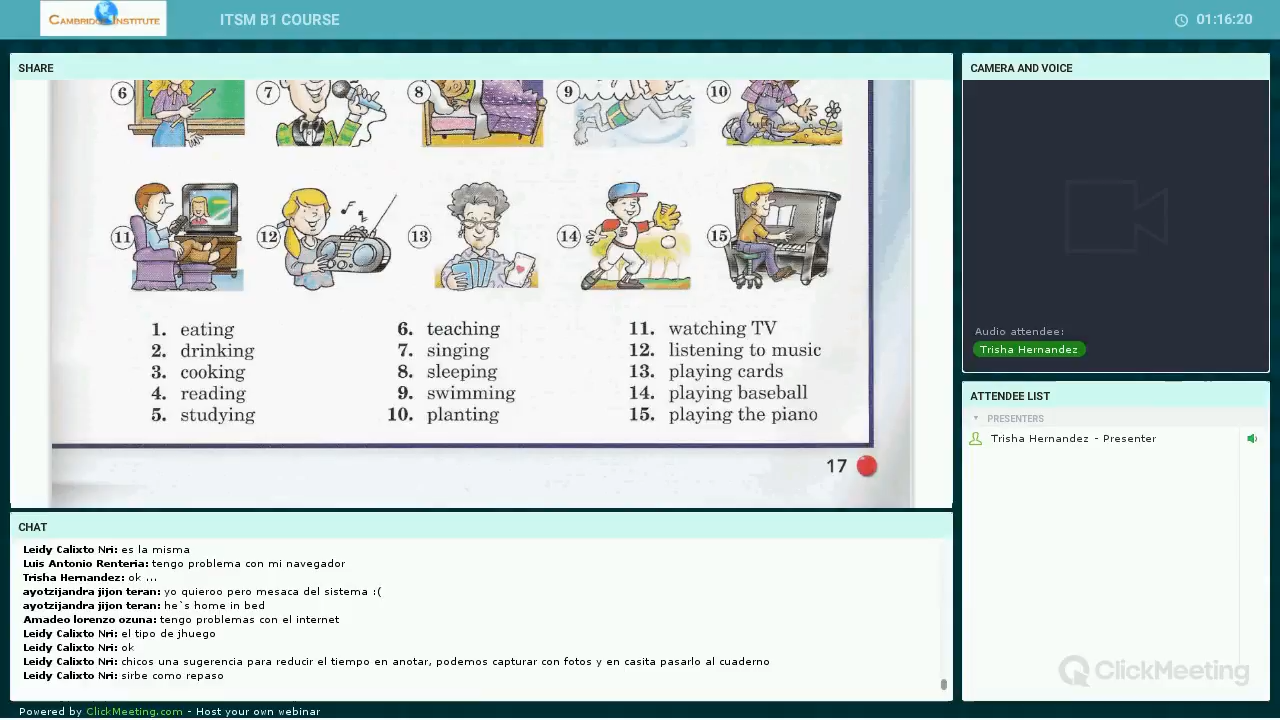 CAMBRIDGE INSTITUTE
ITSM B1 COURSE
01:16:20
SHARE
6
7
8
9
10
11
12
13
14
15
1. eating
2. drinking
3. cooking
4. reading
5. studying
6. teaching
7. singing
8. sleeping
9. swimming
10. planting
11. watching TV
12. listening to music
13. playing cards
14. playing baseball
15. playing the piano
17
CAMERA AND VOICE
Audio attendee:
Trisha Hernandez
ATTENDEE LIST
PRESENTERS
Trisha Hernandez - Presenter
CHAT
Leidy Calixto Nri: es la misma
Luis Antonio Renteria: tengo problema con mi navegador
Trisha Hernandez: ok ...
ayotzijandra jijon teran: yo quieroo pero mesaca del sistema :(
ayotzijandra jijon teran: he`s home in bed
Amadeo lorenzo ozuna: tengo problemas con el internet
Leidy Calixto Nri: el tipo de jhuego
Leidy Calixto Nri: ok
Leidy Calixto Nri: chicos una sugerencia para reducir el tiempo en anotar, podemos capturar con fotos y en casita pasarlo al cuaderno
Leidy Calixto Nri: sirbe como repaso
ClickMeeting
Powered by ClickMeeting.com - Host your own webinar